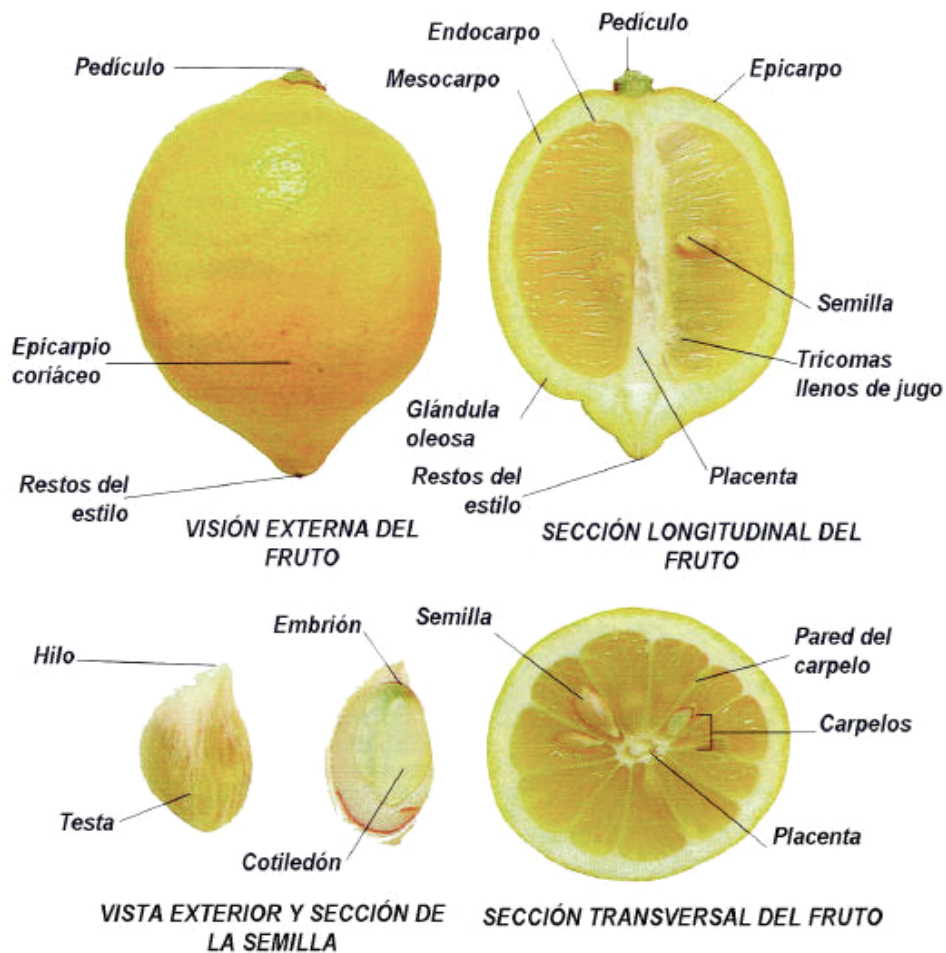 Pedículo
Epicarpio
coriáceo
Restos del
estilo
VISIÓN EXTERNA DEL
FRUTO
Endocarpo
Pedículo
Mesocarpo
Epicarpo
Semilla
Tricomas
llenos de jugo
Glándula
oleosa
Restos del
estilo
Placenta
SECCIÓN LONGITUDINAL DEL
FRUTO
Hilo
Embrión
Testa
Cotiledón
VISTA EXTERIOR Y SECCIÓN DE
LA SEMILLA
Semilla
Pared del
carpelo
Carpelos
Placenta
SECCIÓN TRANSVERSAL DEL FRUTO